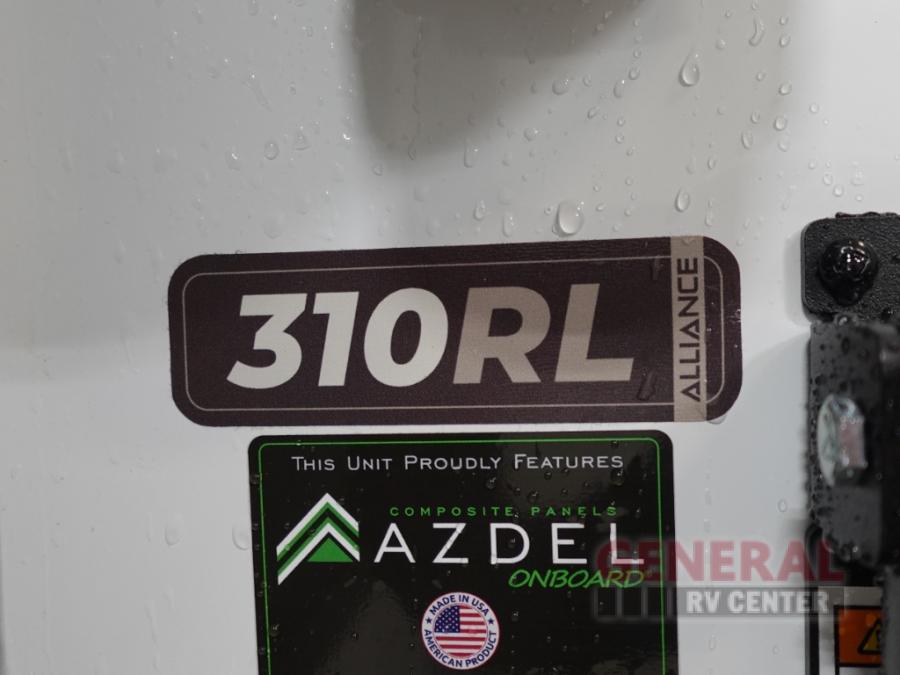 310RL
ALLIANCE
THIS UNIT PROUDLY FEATURES
COMPOSITE PANELS
AZDEL
ONBOARD
MADE IN USA
AMERICAN PRODUCT
GENERAL
RV CENTER